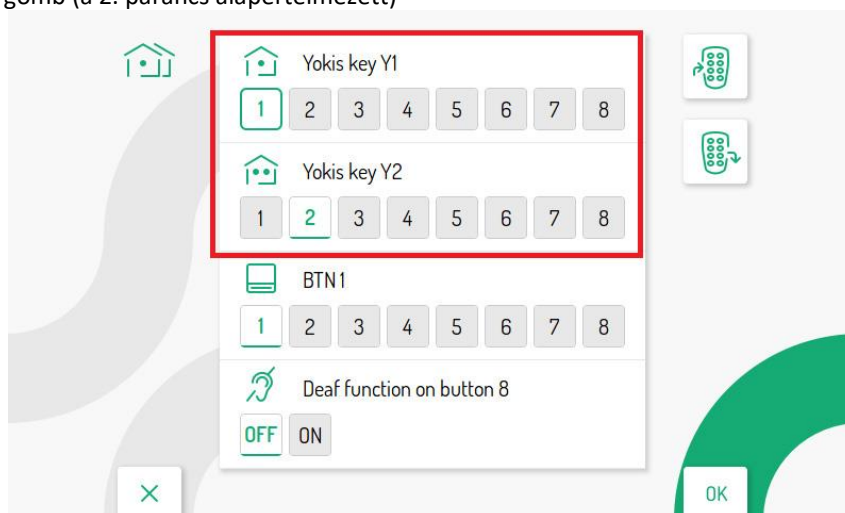 gomb (a 2. parancs alapértelmezett)
Yokis key Y1
1 2 3 4 5 6 7 8
Yokis key Y2
1 2 3 4 5 6 7 8
BTN 1
1 2 3 4 5 6 7 8
Deaf function on button 8
OFF ON
OK